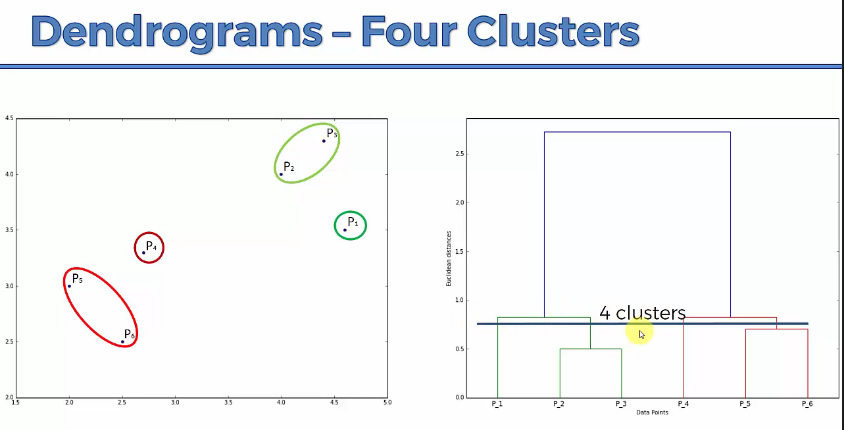 Dendrograms – Four Clusters
4.5
4.0
3.5
3.0
2.5
2.0
1.5
2.0
2.5
3.0
3.5
4.0
4.5
5.0
P₃
P₂
P₁
P₄
P₅
P₆
Euclidean distances
2.5
2.0
1.5
1.0
0.5
0.0
4 clusters
P_1
P_2
P_3
P_4
P_5
P_6
Data Points